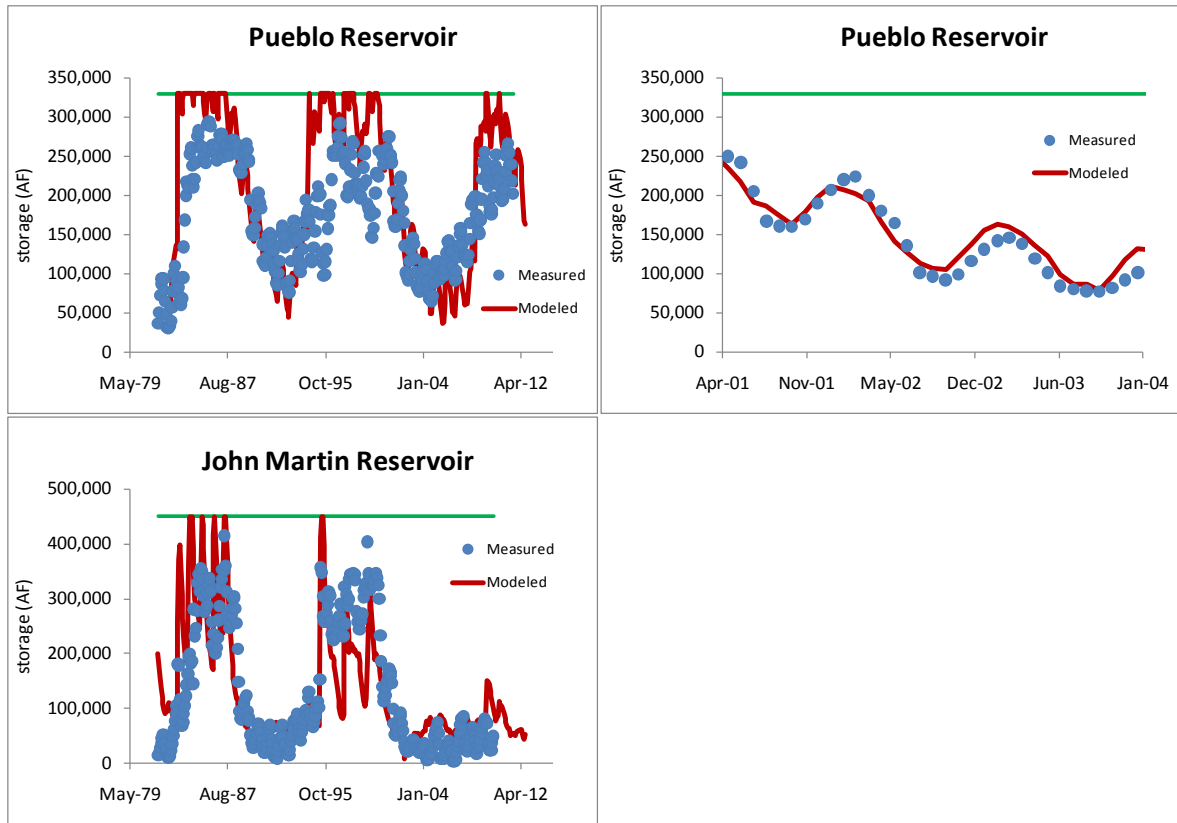 Pueblo Reservoir
350,000
300,000
250,000
200,000
150,000
100,000
50,000
0
storage (AF)
Measured
Modeled
May-79 Aug-87 Oct-95 Jan-04 Apr-12
Pueblo Reservoir
350,000
300,000
250,000
200,000
150,000
100,000
50,000
0
storage (AF)
Measured
Modeled
Apr-01 Nov-01 May-02 Dec-02 Jun-03 Jan-04
John Martin Reservoir
500,000
400,000
300,000
200,000
100,000
0
storage (AF)
Measured
Modeled
May-79 Aug-87 Oct-95 Jan-04 Apr-12